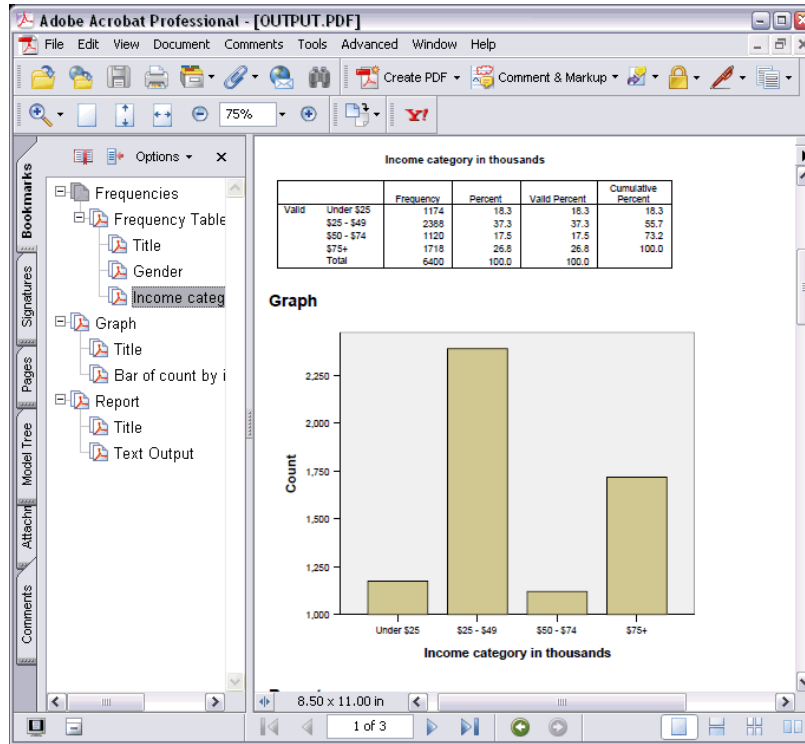 Adobe Acrobat Professional - [OUTPUT.PDF]
File Edit View Document Comments Tools Advanced Window Help
Create PDF Comment & Markup
75% Y!
Options x
Bookmarks
Signatures
Pages
Model Tree
Attachm
Comments
Frequencies
Frequency Table
Title
Gender
Income categ
Graph
Title
Bar of count by i
Report
Title
Text Output
Income category in thousands
Frequency Percent Valid Percent Cumulative Percent
Valid Under $25 1174 18.3 18.3 18.3
$25 - $49 2388 37.3 37.3 55.7
$50 - $74 1120 17.5 17.5 73.2
$75+ 1718 26.8 26.8 100.0
Total 6400 100.0 100.0
Graph
2,250
2,000
1,750
1,500
1,250
1,000
Count
Under $25 $25 - $49 $50 - $74 $75+
Income category in thousands
8.50 x 11.00 in
1 of 3